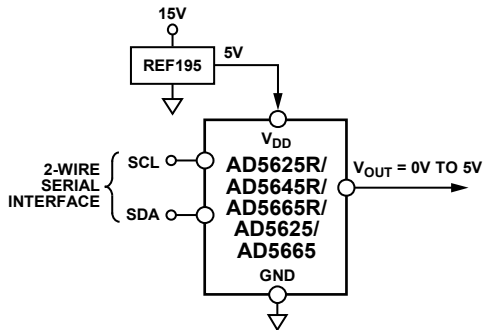 15V
REF195
5V
VDD
2-WIRE
SERIAL
INTERFACE
SCL
SDA
AD5625R/
AD5645R/
AD5665R/
AD5625/
AD5665
VOUT = 0V TO 5V
GND